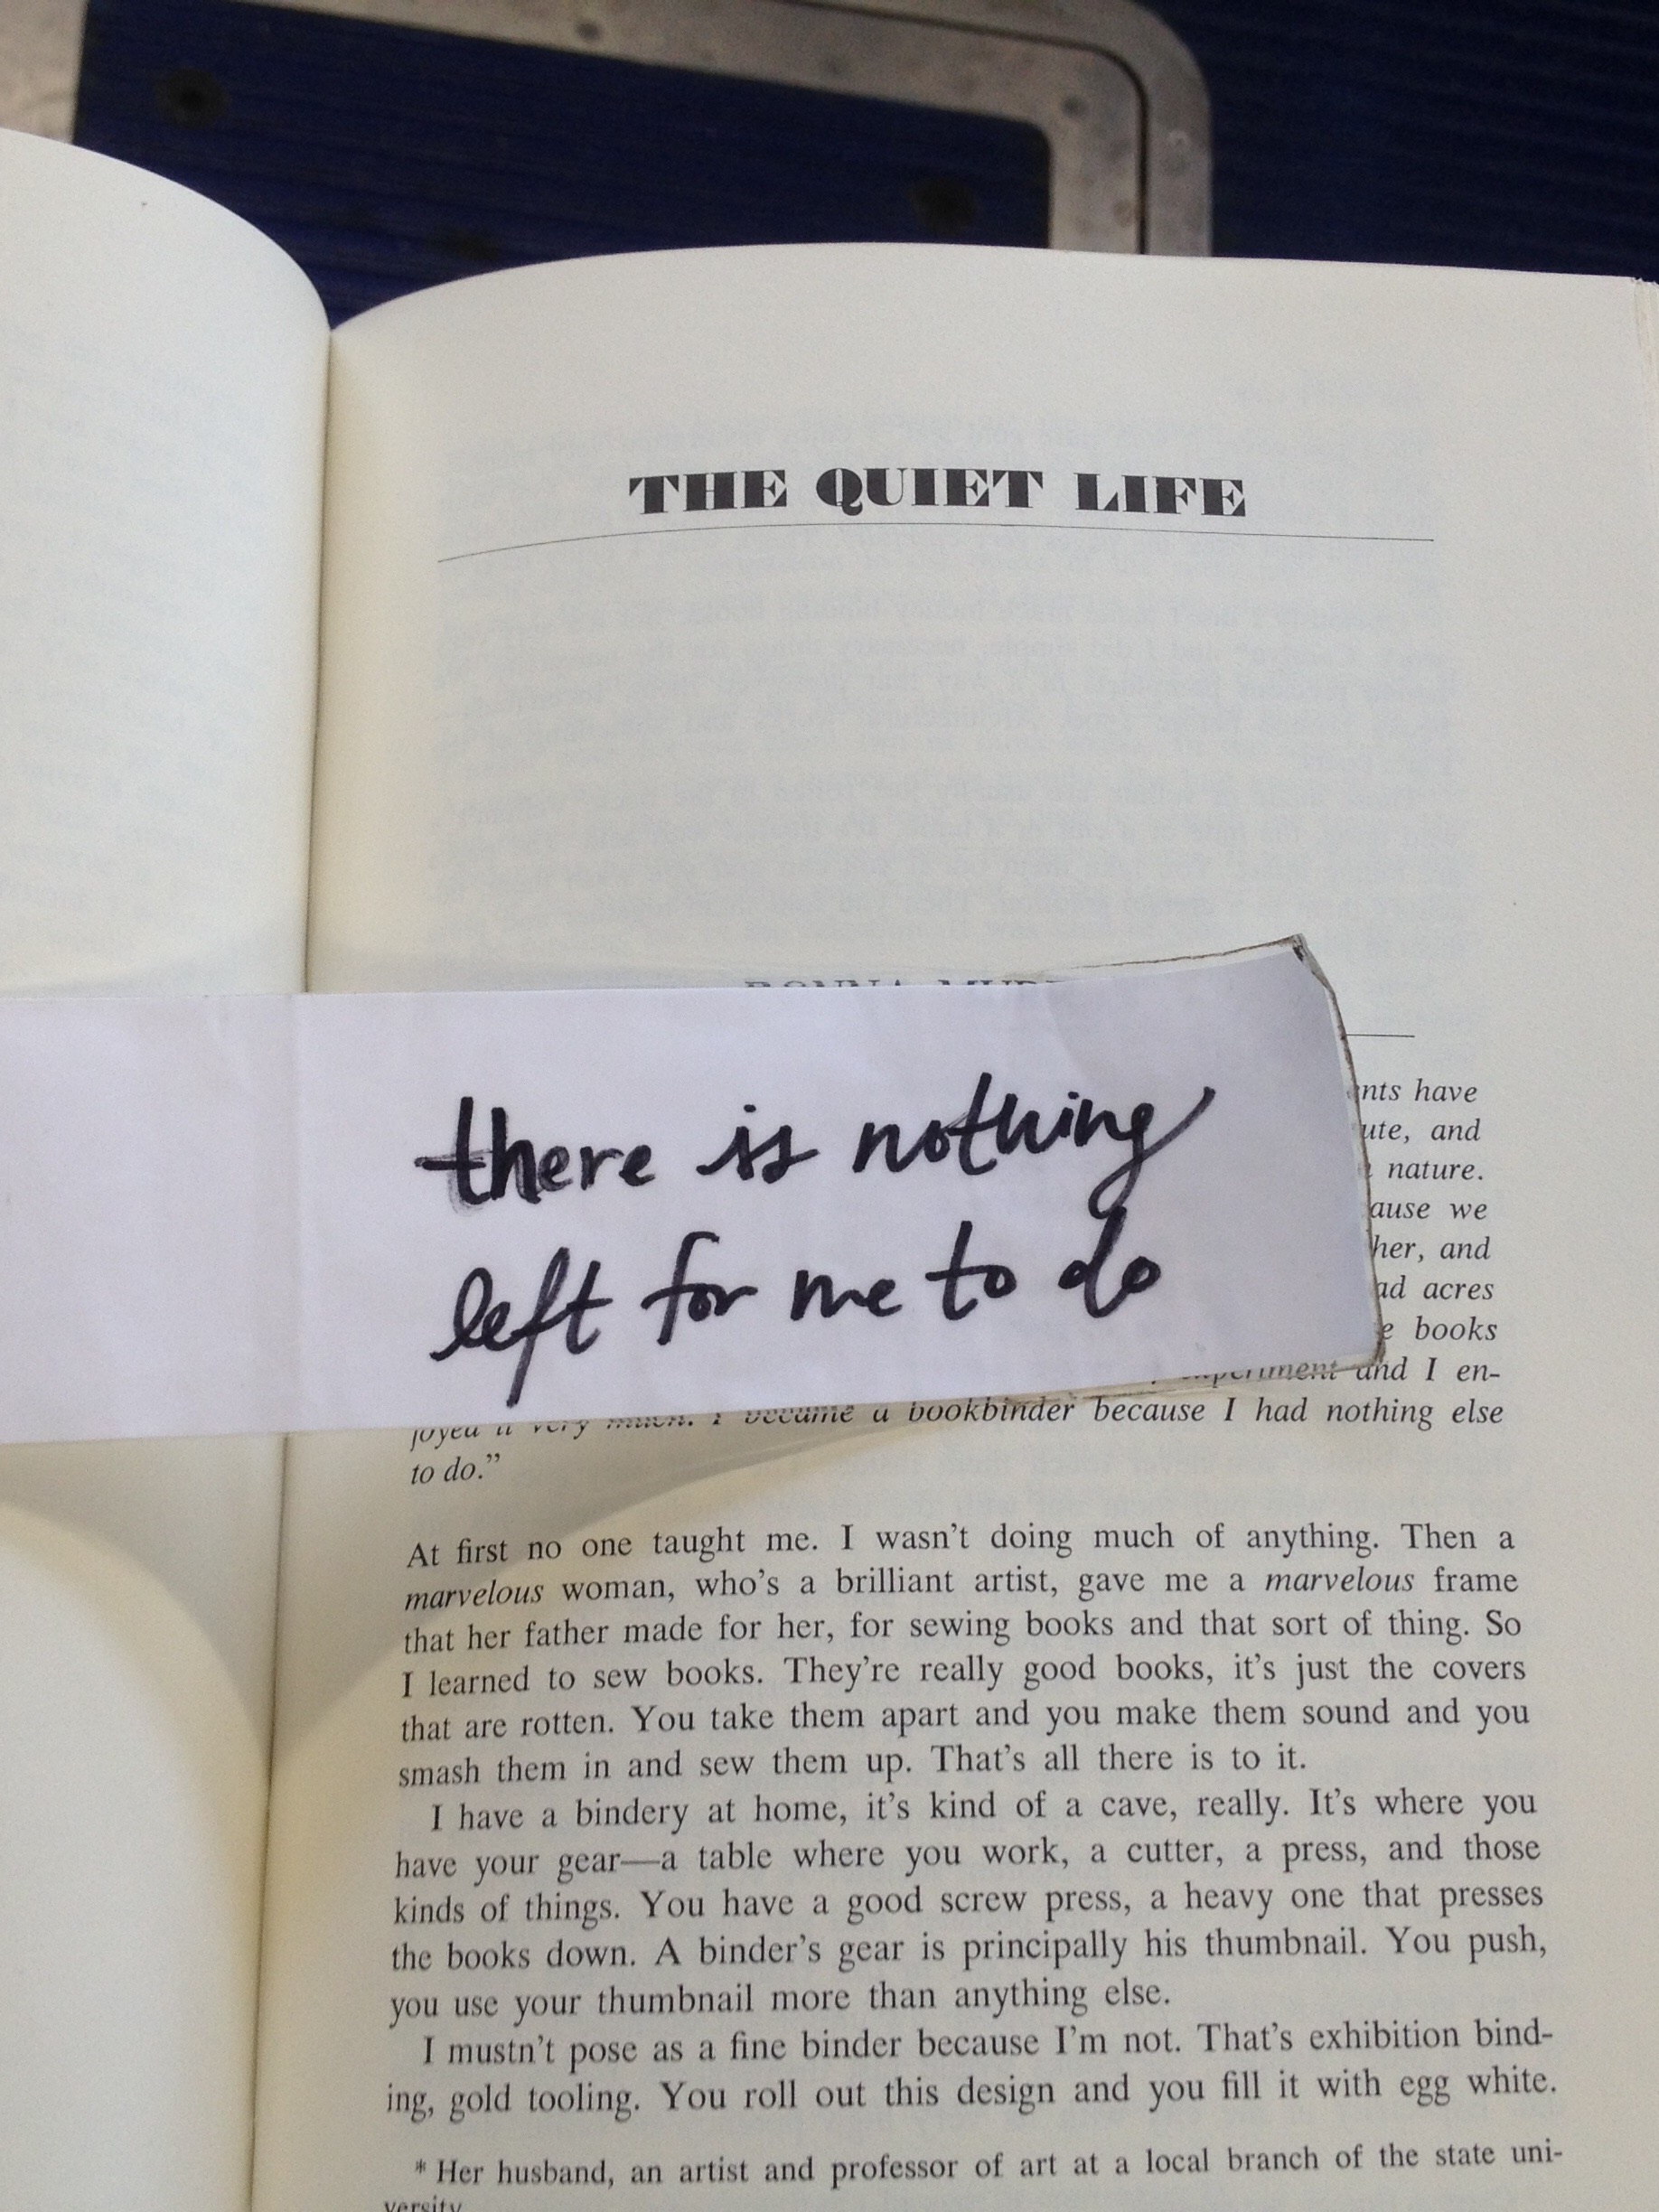 THE QUIET LIFE
there is nothing
left for me to do
have
and
nature.
we
and
acres
books
and I en-
very much. I became a bookbinder because I had nothing else
to do.”
At first no one taught me. I wasn’t doing much of anything. Then a
marvelous woman, who’s a brilliant artist, gave me a marvelous frame
that her father made for her, for sewing books and that sort of thing. So
I learned to sew books. They’re really good books, it’s just the covers
that are rotten. You take them apart and you make them sound and you
smash them in and sew them up. That’s all there is to it.
I have a bindery at home, it’s kind of a cave, really. It’s where you
have your gear—a table where you work, a cutter, a press, and those
kinds of things. You have a good screw press, a heavy one that presses
the books down. A binder’s gear is principally his thumbnail. You push,
you use your thumbnail more than anything else.
I mustn’t pose as a fine binder because I’m not. That’s exhibition bind-
ing, gold tooling. You roll out this design and you fill it with egg white.
* Her husband, an artist and professor of art at a local branch of the state uni-
versity